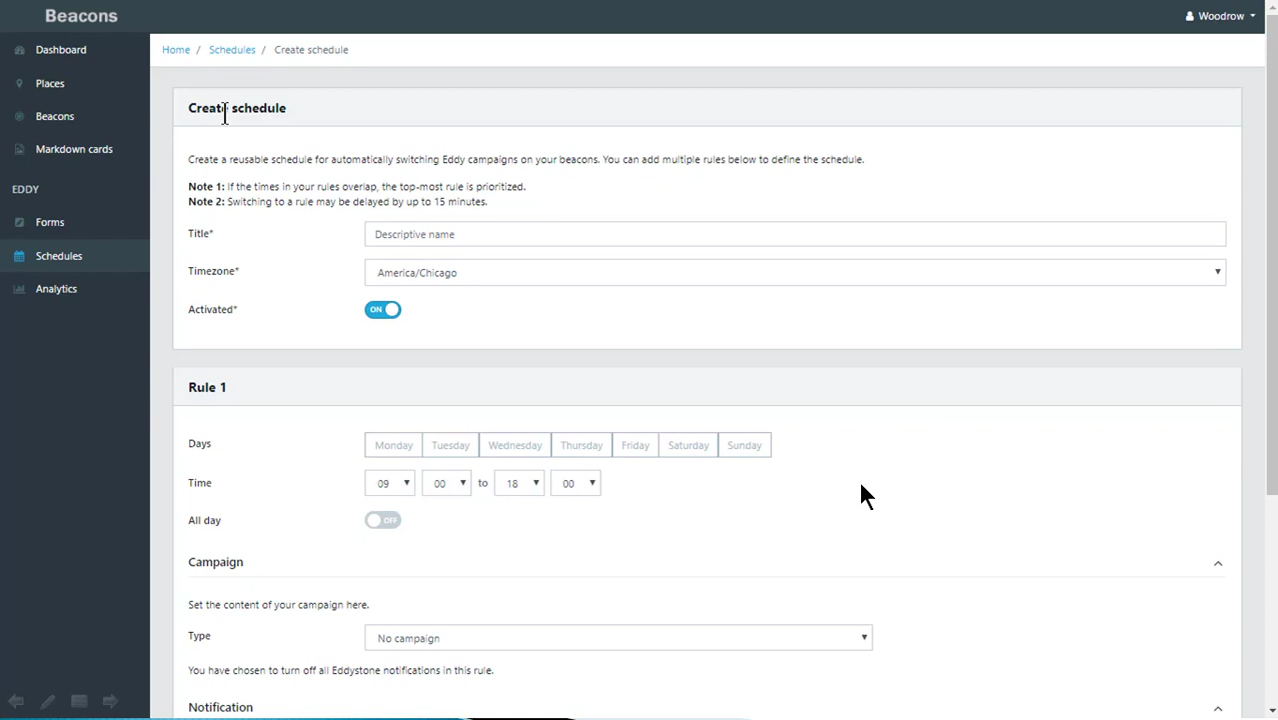 Beacons
Woodrow
Dashboard
Places
Beacons
Markdown cards
EDDY
Forms
Schedules
Analytics
Home / Schedules / Create schedule
Create schedule
Create a reusable schedule for automatically switching Eddy campaigns on your beacons. You can add multiple rules below to define the schedule.
Note 1: If the times in your rules overlap, the top-most rule is prioritized.
Note 2: Switching to a rule may be delayed by up to 15 minutes.
Title* Descriptive name
Timezone* America/Chicago
Activated* ON
Rule 1
Days Monday Tuesday Wednesday Thursday Friday Saturday Sunday
Time 09 00 to 18 00
All day OFF
Campaign
Set the content of your campaign here.
Type No campaign
You have chosen to turn off all Eddystone notifications in this rule.
Notification